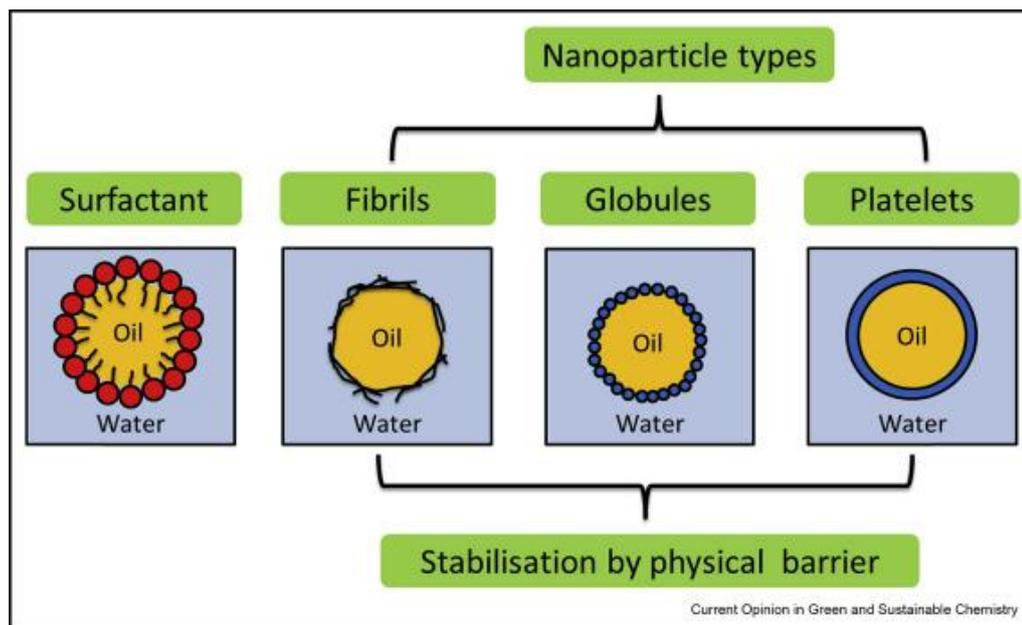 Nanoparticle types
Surfactant
Fibrils
Globules
Platelets
Oil
Water
Oil
Water
Oil
Water
Oil
Water
Stabilisation by physical barrier
Current Opinion in Green and Sustainable Chemistry